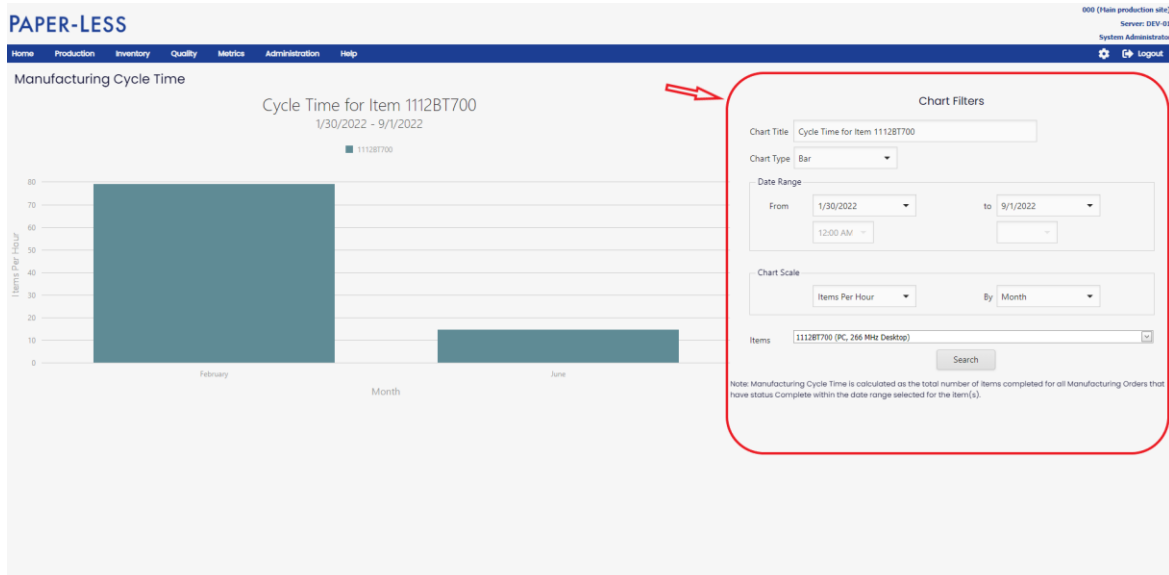 000 (Main production site)
PAPER-LESS
Server: DEV-01
System Administrator
Home Production Inventory Quality Metrics Administration Help Logout
Manufacturing Cycle Time
Cycle Time for Item 1112BT700
1/30/2022 - 9/1/2022
1112BT700
80
70
60
50
40
30
20
10
0
Items Per Hour
February June
Month
Chart Filters
Chart Title Cycle Time for Item 1112BT700
Chart Type Bar
Date Range
From 1/30/2022 to 9/1/2022
12:00 AM
Chart Scale
Items Per Hour By Month
Items 1112BT700 (PC, 266 MHz Desktop)
Search
Note: Manufacturing Cycle Time is calculated as the total number of items completed for all Manufacturing Orders that
have status Complete within the date range selected for the Item(s).